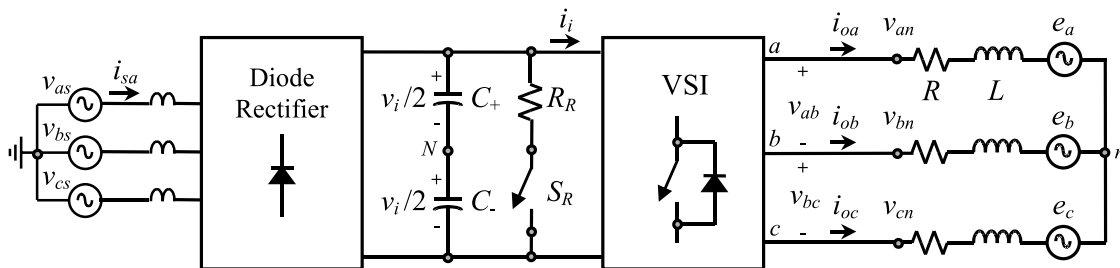 v_as
i_sa
v_bs
v_cs
Diode
Rectifier
+
v_i/2
C_+
-
N
+
v_i/2
C_-
-
R_R
S_R
i_i
VSI
a
i_oa
v_an
e_a
+
R
L
v_ab
i_ob
v_bn
e_b
b
-
n
+
v_bc
i_oc
v_cn
e_c
c
-